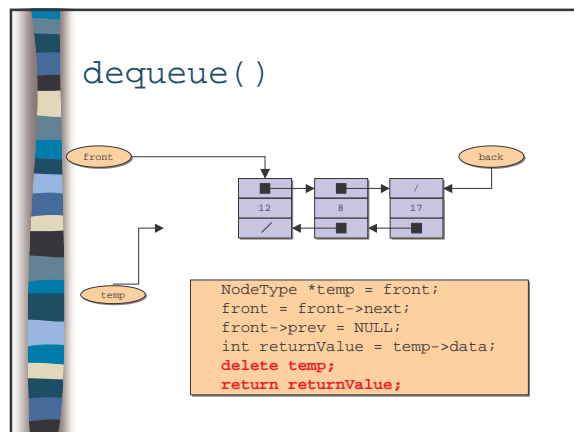 dequeue()
front
back
/
12
8
17
/
temp
NodeType *temp = front;
front = front->next;
front->prev = NULL;
int returnValue = temp->data;
delete temp;
return returnValue;